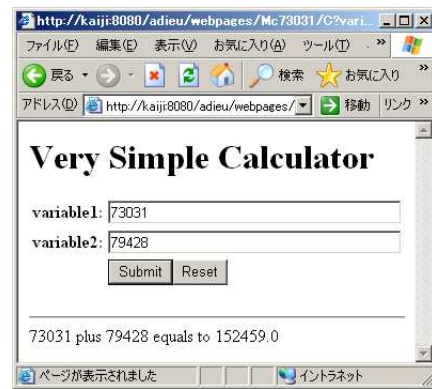 http://kaiji:8080/adieu/webpages/Mc73031/C?vari...
ファイル(F) 編集(E) 表示(V) お気に入り(A) ツール(T) »
戻る 検索 お気に入り »
アドレス(D) http://kaiji:8080/adieu/webpages/ 移動 リンク »
Very Simple Calculator
variable1: 73031
variable2: 79428
Submit Reset
73031 plus 79428 equals to 152459.0
ページが表示されました イントラネット